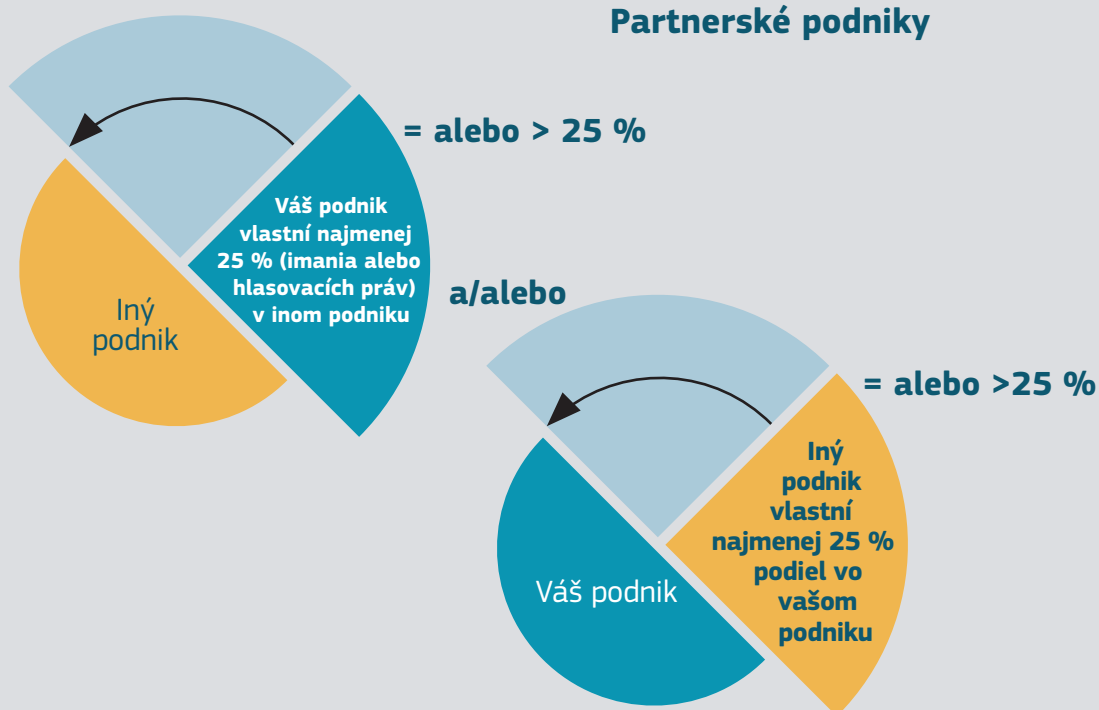 Partnerské podniky
= alebo > 25 %
Váš podnik
vlastní najmenej
25 % (imania alebo
hlasovacích práv)
v inom podniku
Iný
podnik
a/alebo
= alebo >25 %
Iný
podnik
vlastní
najmenej 25 %
podiel vo
vašom
podniku
Váš podnik